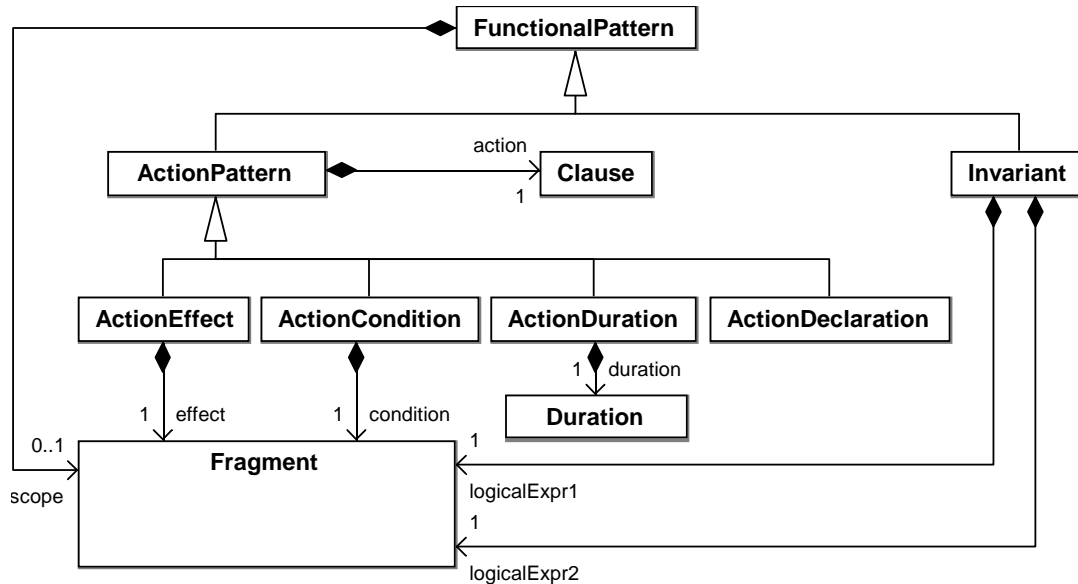 FunctionalPattern
action
ActionPattern
Clause
Invariant
1
ActionEffect
ActionCondition
ActionDuration
ActionDeclaration
1 duration
Duration
1 effect
1 condition
0..1
scope
Fragment
1
logicalExpr1
1
logicalExpr2